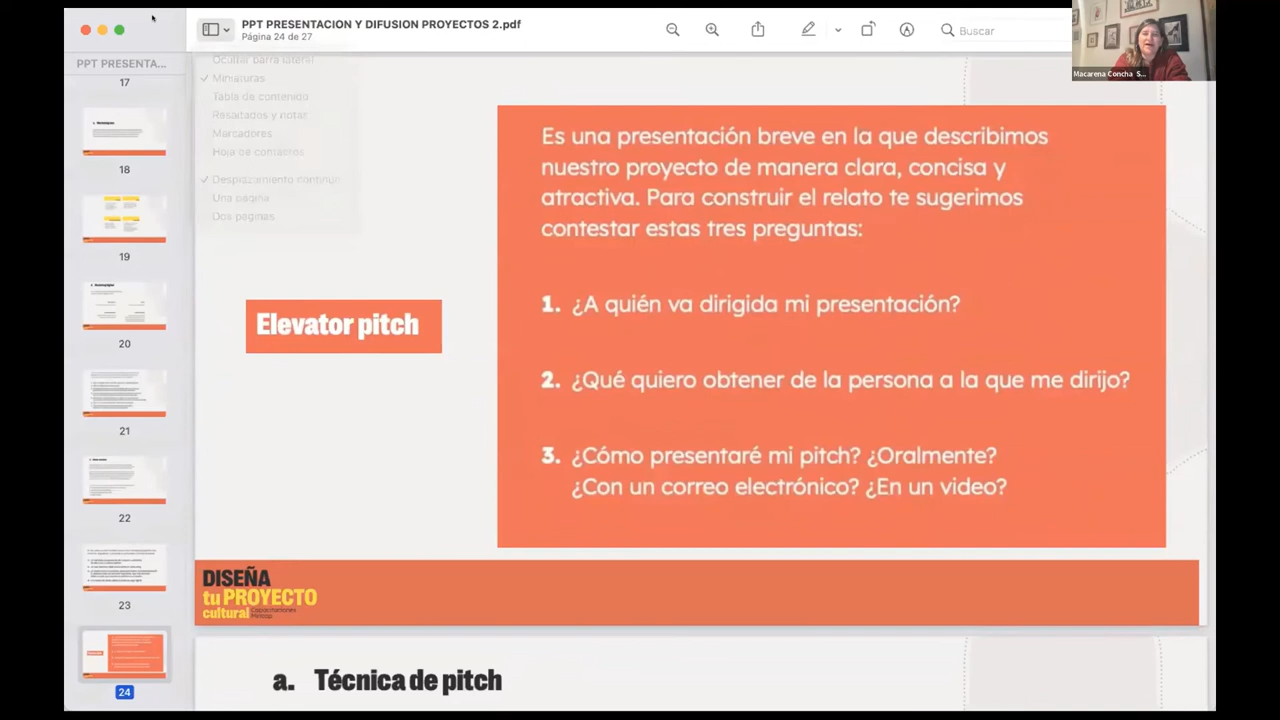 PPT PRESENTACION Y DIFUSION PROYECTOS 2.pdf
Página 24 de 27
Buscar
Macarena Concha S...
PPT PRESENTA...
17
18
19
20
21
22
23
24
Ocultar barra lateral
✓ Miniaturas
Tabla de contenido
Resaltados y notas
Marcadores
Hoja de contactos
✓ Desplazamiento continuo
Una página
Dos páginas
Elevator pitch
Es una presentación breve en la que describimos
nuestro proyecto de manera clara, concisa y
atractiva. Para construir el relato te sugerimos
contestar estas tres preguntas:
1. ¿A quién va dirigida mi presentación?
2. ¿Qué quiero obtener de la persona a la que me dirijo?
3. ¿Cómo presentaré mi pitch? ¿Oralmente?
¿Con un correo electrónico? ¿En un video?
DISEÑA
tu PROYECTO
cultural Capacitaciones
a. Técnica de pitch